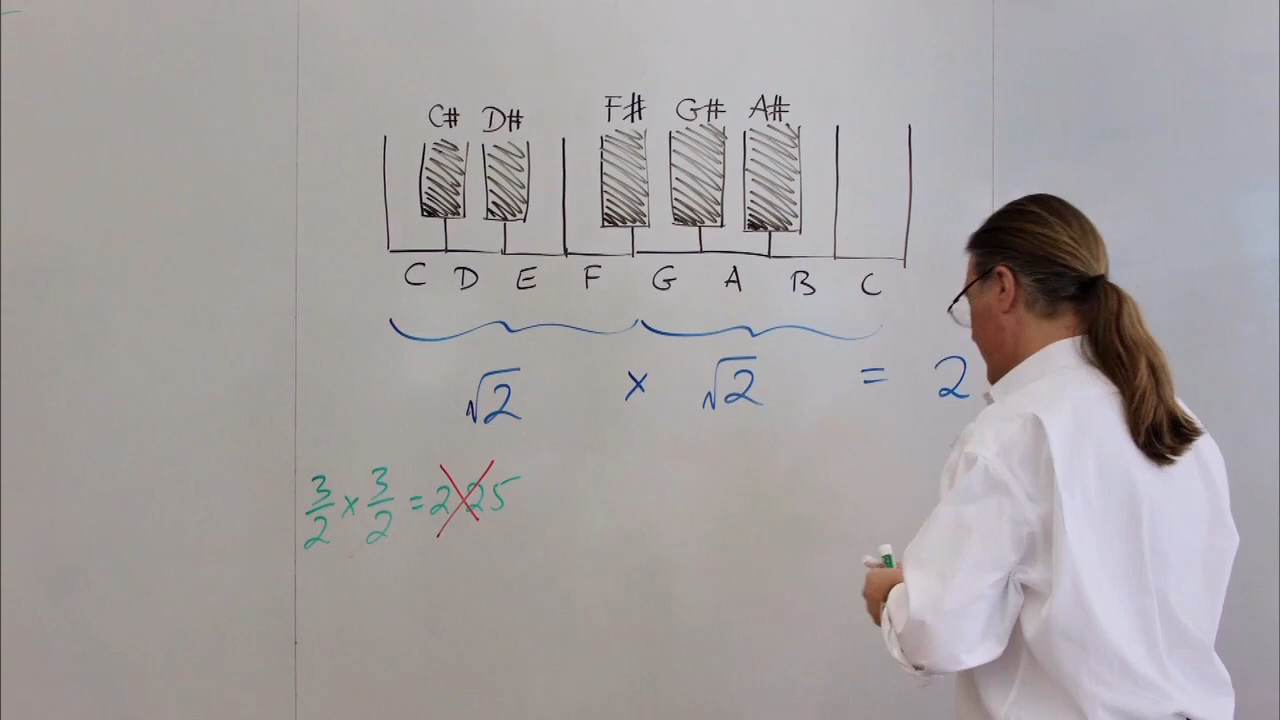 C# D# F# G# A#
C D E F G A B C
√2 × √2 = 2
3/2 × 3/2 = 2.25